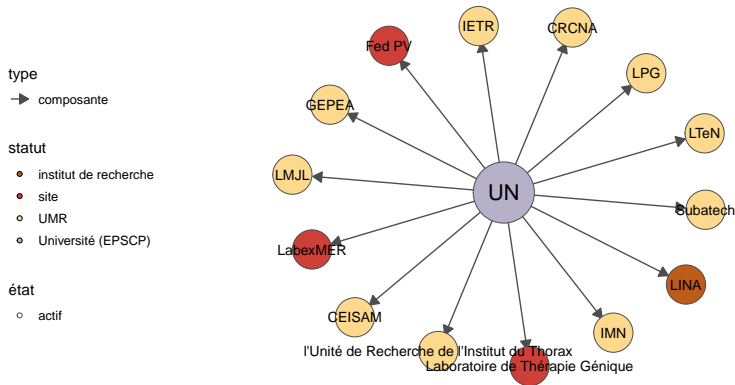 type
composante
statut
institut de recherche
site
UMR
Université (EPSCP)
état
actif
IETR
CRCNA
Fed PV
LPG
GEPEA
LTeN
LMJL
UN
Subatech
LabexMER
LINA
CEISAM
IMN
l'Unité de Recherche de l'Institut du Thorax
Laboratoire de Thérapie Génique